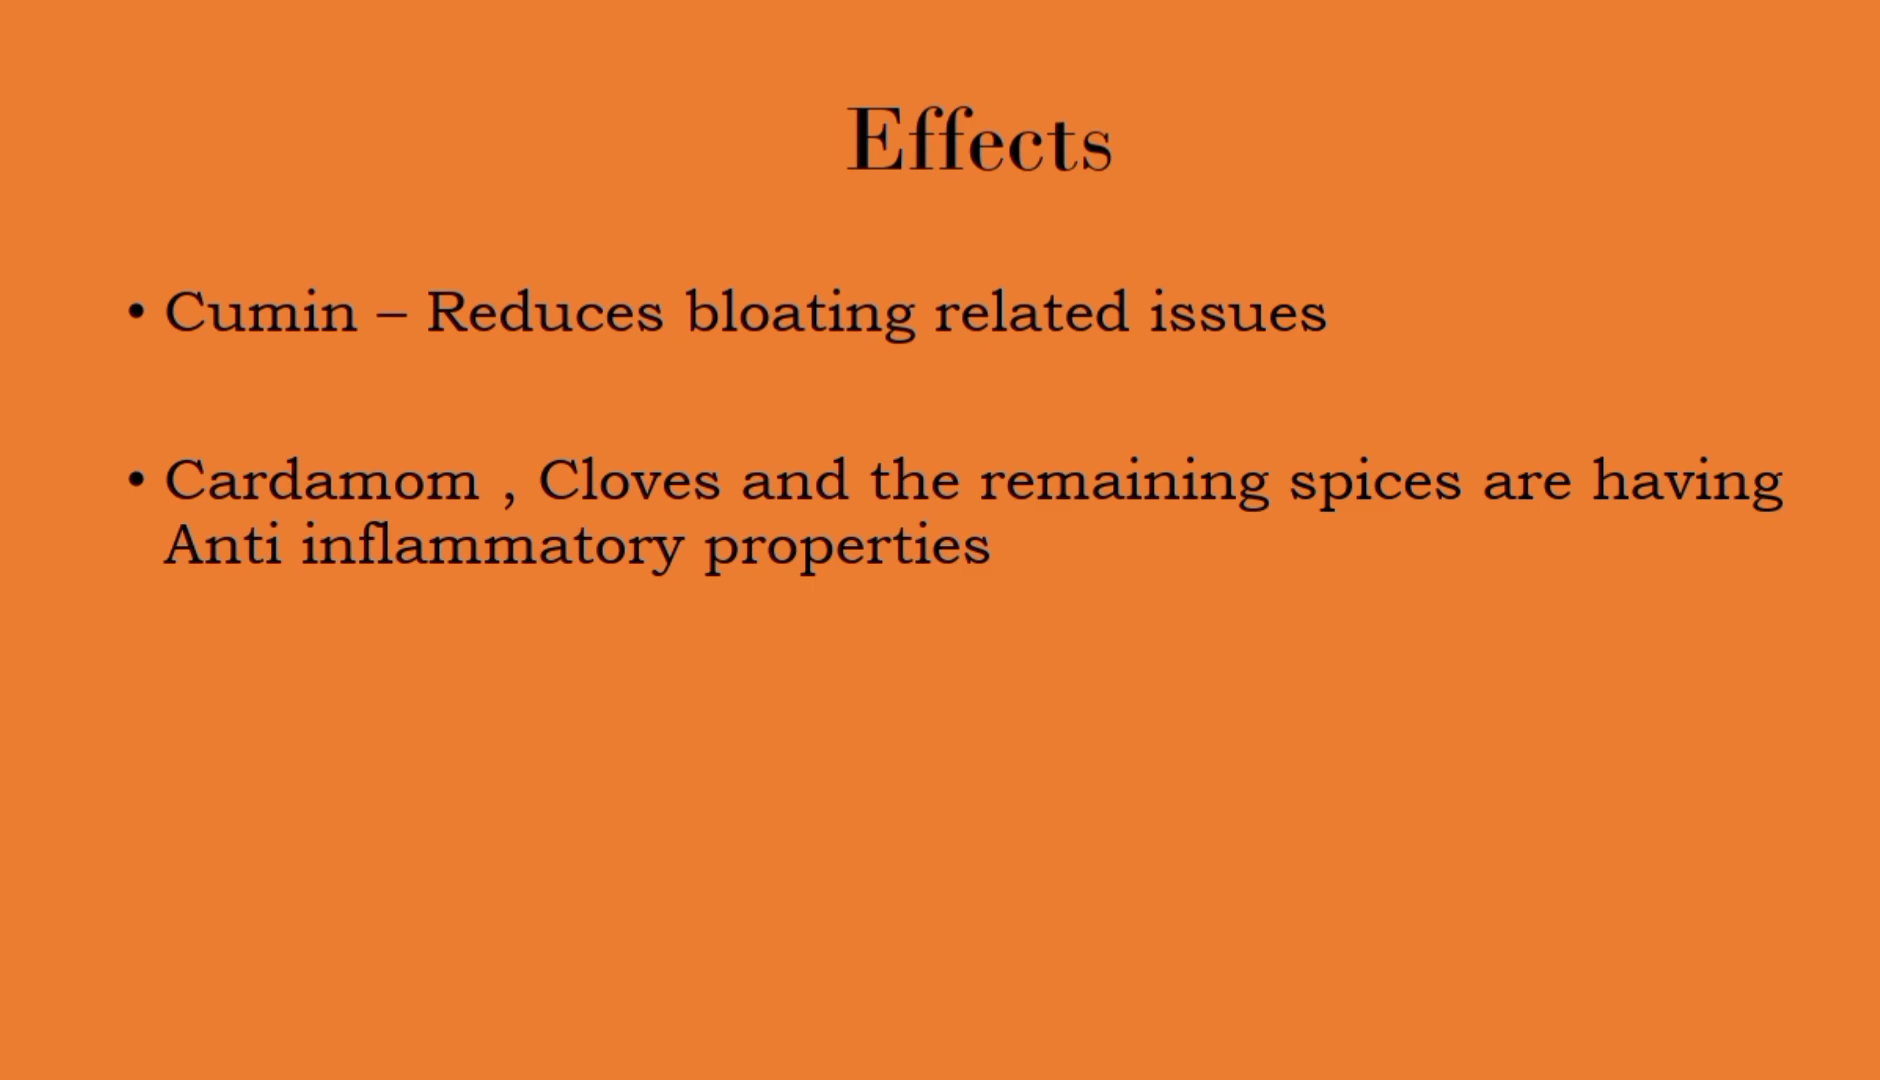 Effects
• Cumin – Reduces bloating related issues
• Cardamom , Cloves and the remaining spices are having
Anti inflammatory properties